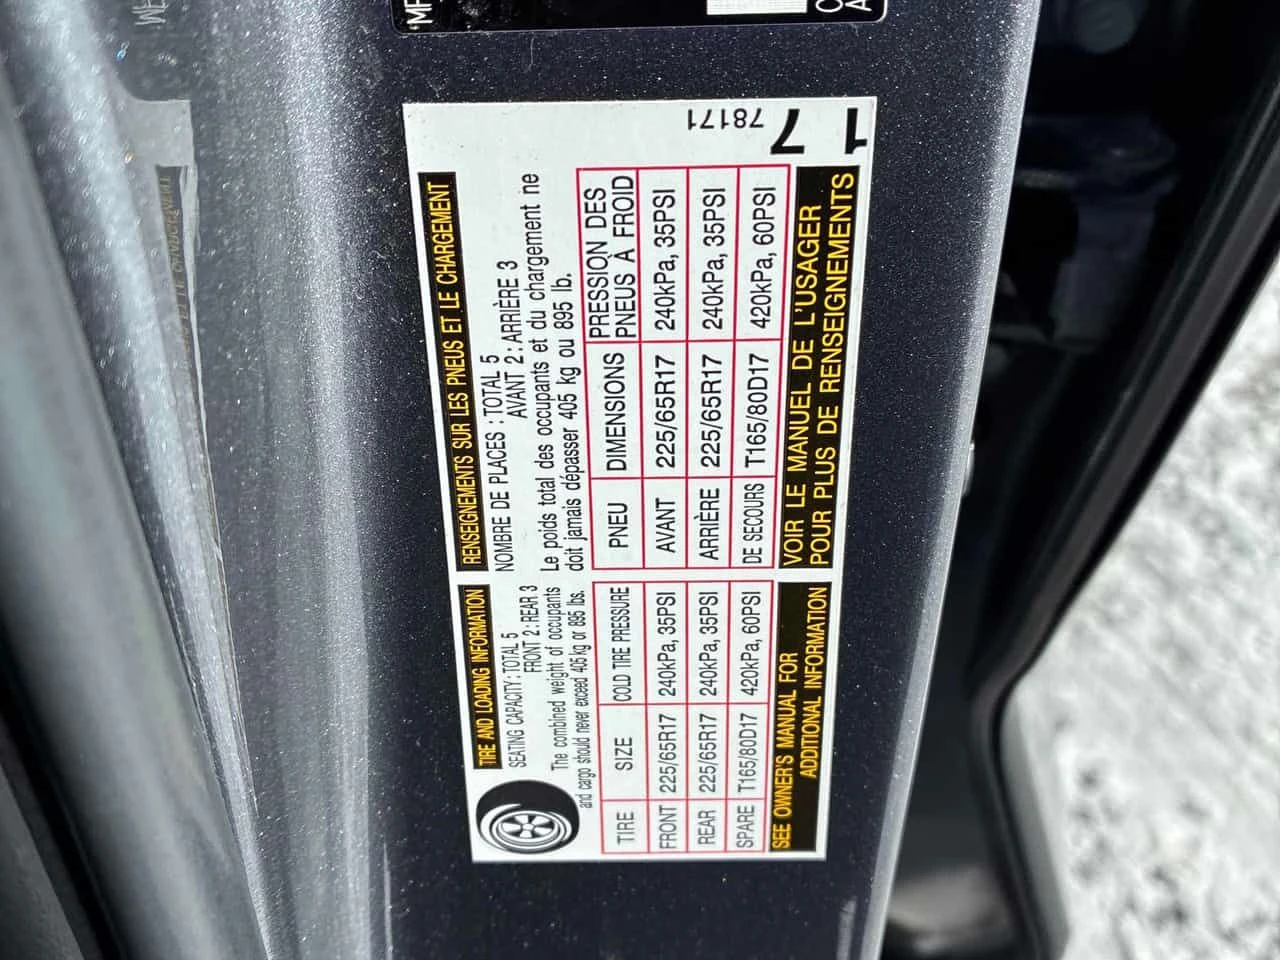 TIRE AND LOADING INFORMATION
SEATING CAPACITY: TOTAL 5
FRONT 2: REAR 3
The combined weight of occupants
and cargo should never exceed 405 kg or 895 lbs.
TIRE SIZE COLD TIRE PRESSURE
FRONT 225/65R17 240kPa, 35PSI
REAR 225/65R17 240kPa, 35PSI
SPARE T165/80D17 420kPa, 60PSI
SEE OWNER'S MANUAL FOR
ADDITIONAL INFORMATION
RENSEIGNEMENTS SUR LES PNEUS ET LE CHARGEMENT
NOMBRE DE PLACES : TOTAL 5
AVANT 2: ARRIÈRE 3
Le poids total des occupants et du chargement ne
doit jamais dépasser 405 kg ou 895 lb.
PNEU DIMENSIONS PRESSION DES
PNEUS À FROID
AVANT 225/65R17 240kPa, 35PSI
ARRIÈRE 225/65R17 240kPa, 35PSI
DE SECOURS T165/80D17 420kPa, 60PSI
VOIR LE MANUEL DE L'USAGER
POUR PLUS DE RENSEIGNEMENTS
17
78171